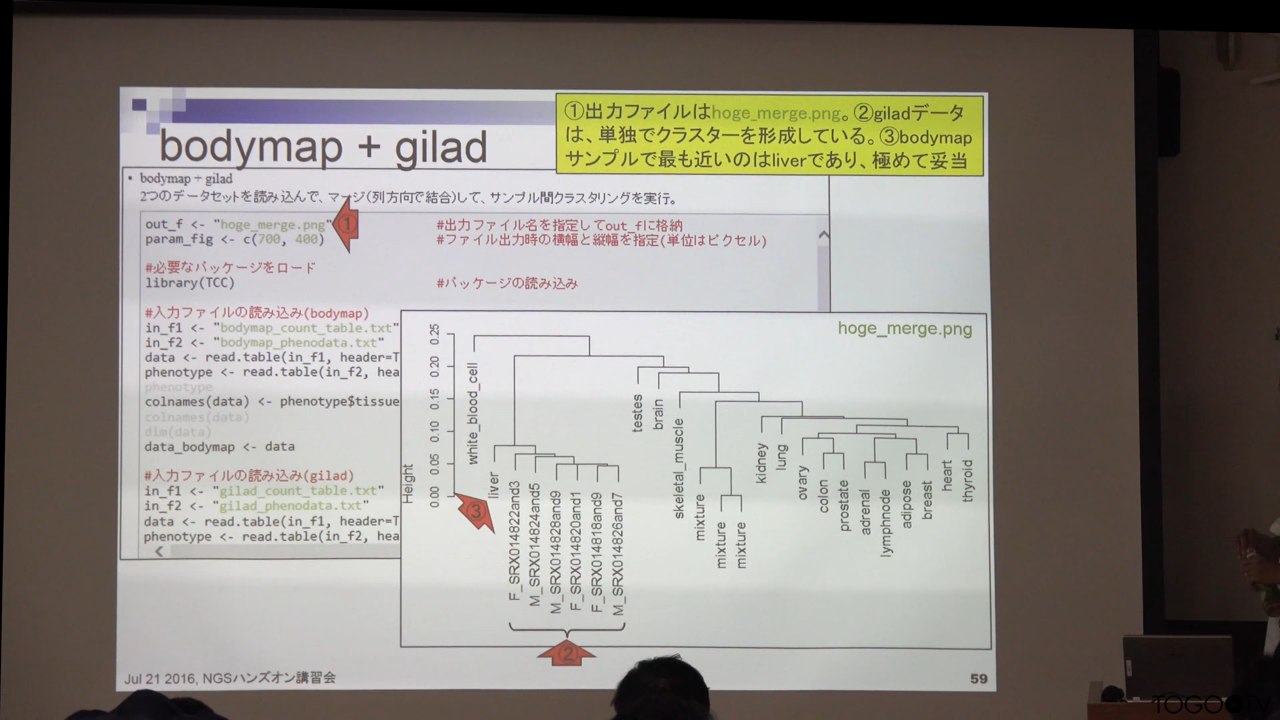 ①出力ファイルはhoge_merge.png。②giladデータ
は、単独でクラスターを形成している。③bodymap
サンプルで最も近いのはliverであり、極めて妥当
bodymap + gilad
• bodymap + gilad
2つのデータセットを読み込んで、マージ(列方向で結合)して、サンプル間クラスタリングを実行。
out_f <- "hoge_merge.png" ① #出力ファイル名を指定してout_fに格納
param_fig <- c(700, 400) #ファイル出力時の横幅と縦幅を指定(単位はピクセル)
#必要なパッケージをロード
library(TCC) #パッケージの読み込み
#入力ファイルの読み込み(bodymap)
in_f1 <- "bodymap_count_table.txt"
in_f2 <- "bodymap_phenodata.txt"
data <- read.table(in_f1, header=T
phenotype <- read.table(in_f2, hea
phenotype
colnames(data) <- phenotype$tissue
colnames(data)
dim(data)
data_bodymap <- data
#入力ファイルの読み込み(gilad)
in_f1 <- "gilad_count_table.txt"
in_f2 <- "gilad_phenodata.txt"
data <- read.table(in_f1, header=T
phenotype <- read.table(in_f2, hea
hoge_merge.png
Height
0.00 0.05 0.10 0.15 0.20 0.25
white_blood_cell
liver
F_SRX014822and3
M_SRX014824and5
M_SRX014828and9
F_SRX014820and1
F_SRX014818and9
M_SRX014826and7
testes
brain
skeletal_muscle
mixture
mixture
mixture
kidney
lung
ovary
colon
prostate
adrenal
lymphnode
adipose
breast
heart
thyroid
③
②
Jul 21 2016, NGSハンズオン講習会
59
TOGOTV